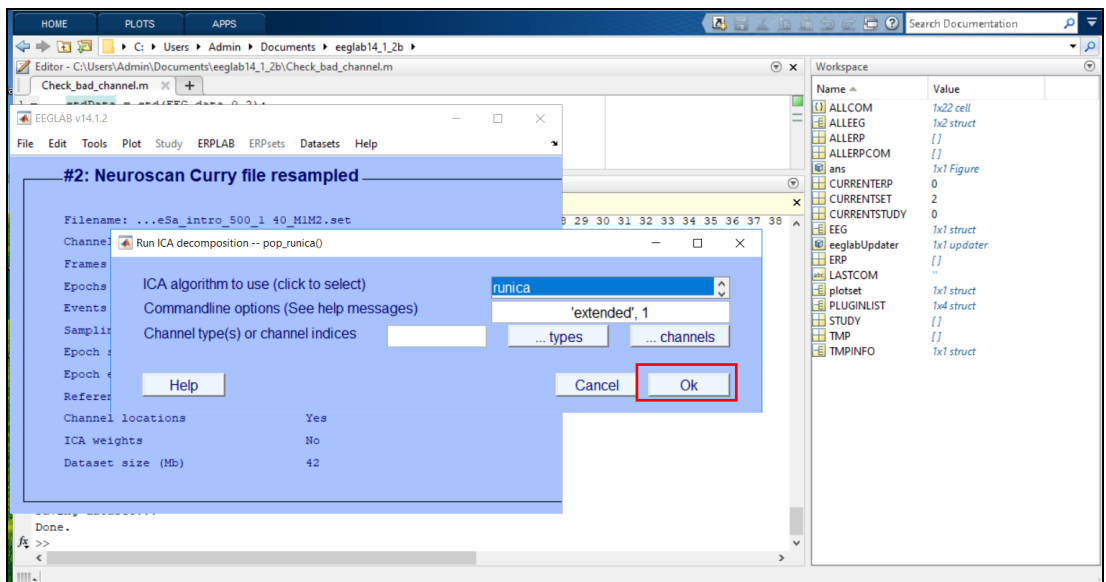 HOME PLOTS APPS Search Documentation
C: Users Admin Documents eeglab14_1_2b
Editor - C:\Users\Admin\Documents\eeglab14_1_2b\Check_bad_channel.m
Check_bad_channel.m
EEGLAB v14.1.2
File Edit Tools Plot Study ERPLAB ERPsets Datasets Help
#2: Neuroscan Curry file resampled
Filename: ...eSa_intro_500_1 40_M1M2.set
29 30 31 32 33 34 35 36 37 38
Channel
Frames
Epochs
Events
Samplin
Epoch s
Epoch e
Referen
Channel locations Yes
ICA weights No
Dataset size (Mb) 42
Run ICA decomposition -- pop_runica()
ICA algorithm to use (click to select) runica
Commandline options (See help messages) 'extended', 1
Channel type(s) or channel indices ... types ... channels
Help Cancel Ok
Done.
fx >>
Workspace
Name Value
ALLCOM 1x22 cell
ALLEEG 1x2 struct
ALLERP []
ALLERPCOM []
ans 1x1 Figure
CURRENTERP 0
CURRENTSET 2
CURRENTSTUDY 0
EEG 1x1 struct
eeglabUpdater 1x1 updater
ERP []
abc LASTCOM ''
plotset 1x1 struct
PLUGINLIST 1x4 struct
STUDY []
TMP []
TMPINFO 1x1 struct